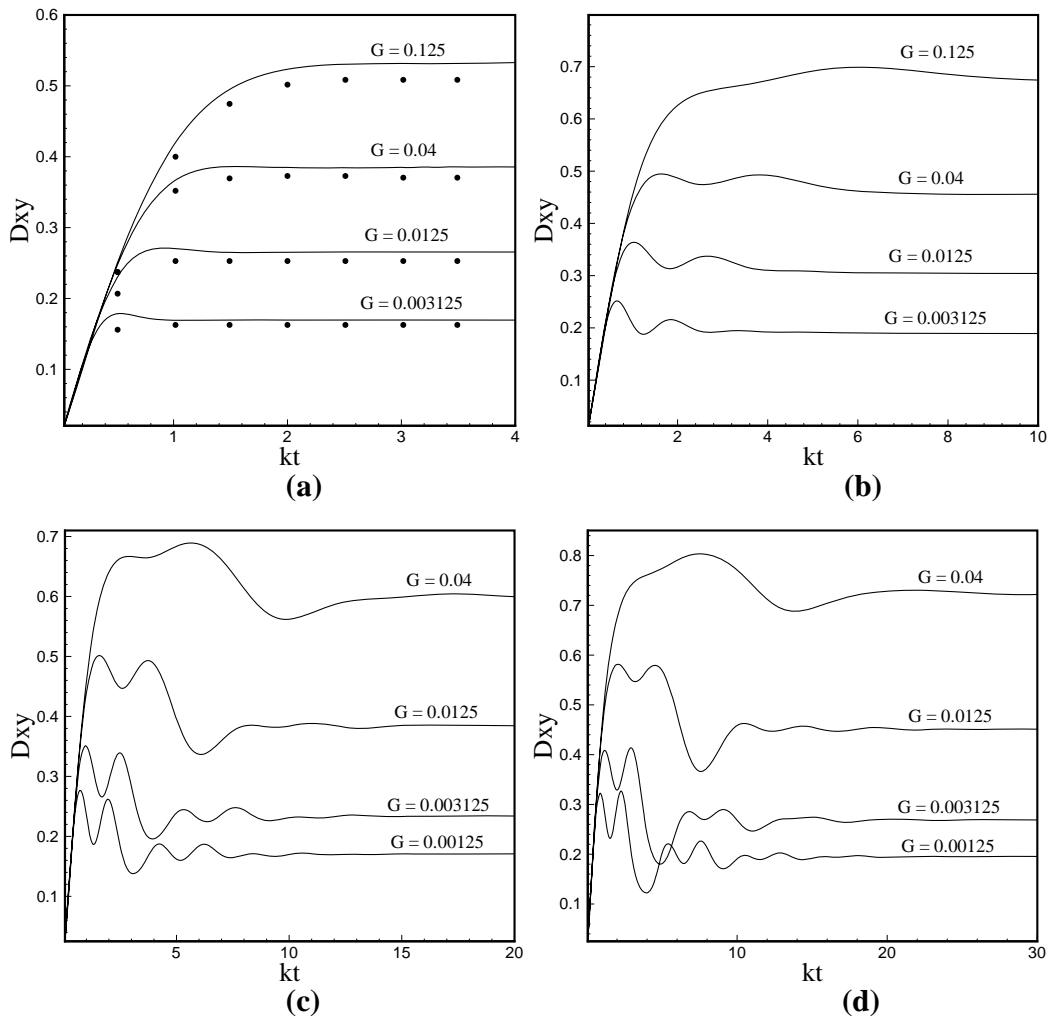 0.6
0.5
0.4
0.3
0.2
0.1
Dxy
G = 0.125
G = 0.04
G = 0.0125
G = 0.003125
1 2 3 4
kt
(a)
0.7
0.6
0.5
0.4
0.3
0.2
0.1
Dxy
G = 0.125
G = 0.04
G = 0.0125
G = 0.003125
2 4 6 8 10
kt
(b)
0.7
0.6
0.5
0.4
0.3
0.2
0.1
Dxy
G = 0.04
G = 0.0125
G = 0.003125
G = 0.00125
5 10 15 20
kt
(c)
0.8
0.7
0.6
0.5
0.4
0.3
0.2
0.1
Dxy
G = 0.04
G = 0.0125
G = 0.003125
G = 0.00125
10 20 30
kt
(d)